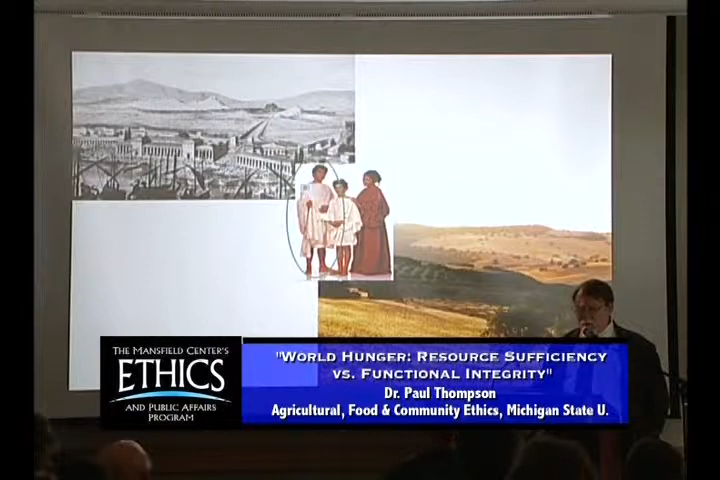 THE MANSFIELD CENTER'S
ETHICS
AND PUBLIC AFFAIRS
PROGRAM
"WORLD HUNGER: RESOURCE SUFFICIENCY
VS. FUNCTIONAL INTEGRITY"
Dr. Paul Thompson
Agricultural, Food & Community Ethics, Michigan State U.